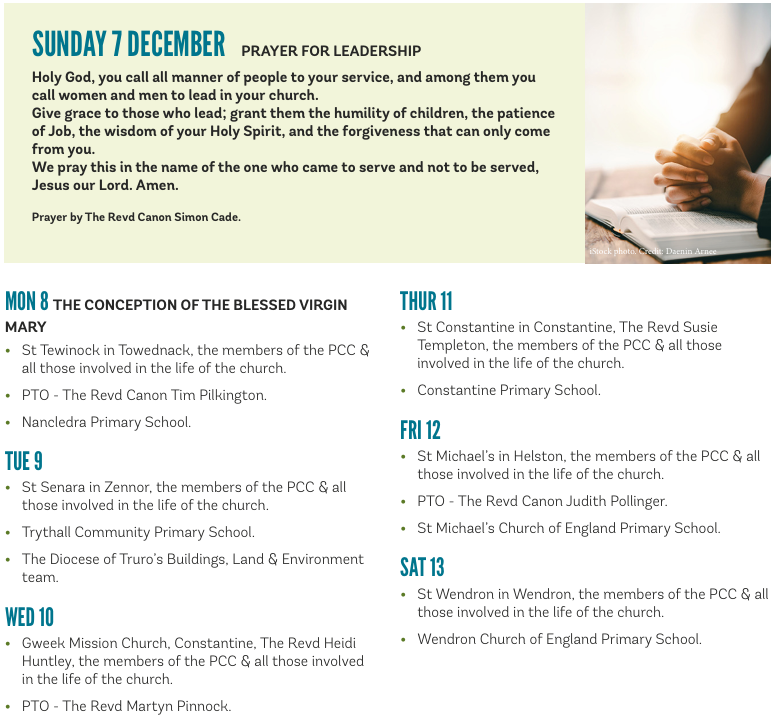 SUNDAY 7 DECEMBER PRAYER FOR LEADERSHIP
Holy God, you call all manner of people to your service, and among them you
call women and men to lead in your church.
Give grace to those who lead; grant them the humility of children, the patience
of Job, the wisdom of your Holy Spirit, and the forgiveness that can only come
from you.
We pray this in the name of the one who came to serve and not to be served,
Jesus our Lord. Amen.
Prayer by The Revd Canon Simon Cade.
iStock photo, Credit: Daenin Arnee
MON 8 THE CONCEPTION OF THE BLESSED VIRGIN
MARY
• St Tewinock in Towednack, the members of the PCC & all those involved in the life of the church.
• PTO - The Revd Canon Tim Pilkington.
• Nancledra Primary School.
TUE 9
• St Senara in Zennor, the members of the PCC & all
those involved in the life of the church.
• Trythall Community Primary School.
• The Diocese of Truro's Buildings, Land & Environment
team.
WED 10
• Gweek Mission Church, Constantine, The Revd Heidi
Huntley, the members of the PCC & all those involved
in the life of the church.
• PTO - The Revd Martyn Pinnock.
THUR 11
• St Constantine in Constantine, The Revd Susie
Templeton, the members of the PCC & all those
involved in the life of the church.
• Constantine Primary School.
FRI 12
• St Michael's in Helston, the members of the PCC & all
those involved in the life of the church.
• PTO - The Revd Canon Judith Pollinger.
• St Michael's Church of England Primary School.
SAT 13
• St Wendron in Wendron, the members of the PCC & all
those involved in the life of the church.
• Wendron Church of England Primary School.